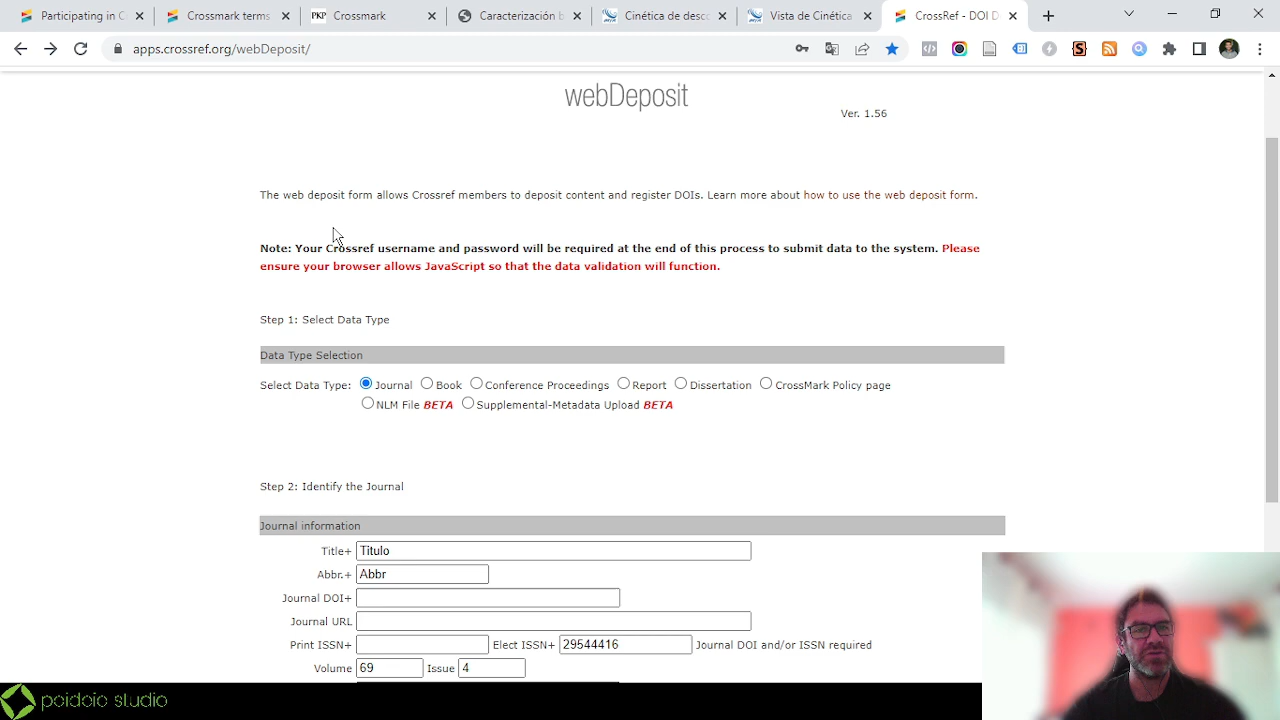 Participating in C
Crossmark terms
PKP Crossmark
Caracterización b
Cinética de desco
Vista de Cinética
CrossRef - DOI D
apps.crossref.org/webDeposit/
webDeposit
Ver. 1.56
The web deposit form allows Crossref members to deposit content and register DOIs. Learn more about how to use the web deposit form.
Note: Your Crossref username and password will be required at the end of this process to submit data to the system. Please
ensure your browser allows JavaScript so that the data validation will function.
Step 1: Select Data Type
Data Type Selection
Select Data Type: Journal Book Conference Proceedings Report Dissertation CrossMark Policy page
NLM File BETA Supplemental-Metadata Upload BETA
Step 2: Identify the Journal
Journal information
Title+ Titulo
Abbr.+ Abbr
Journal DOI+
Journal URL
Print ISSN+ Elect ISSN+ 29544416 Journal DOI and/or ISSN required
Volume 69 Issue 4
poidoio studio